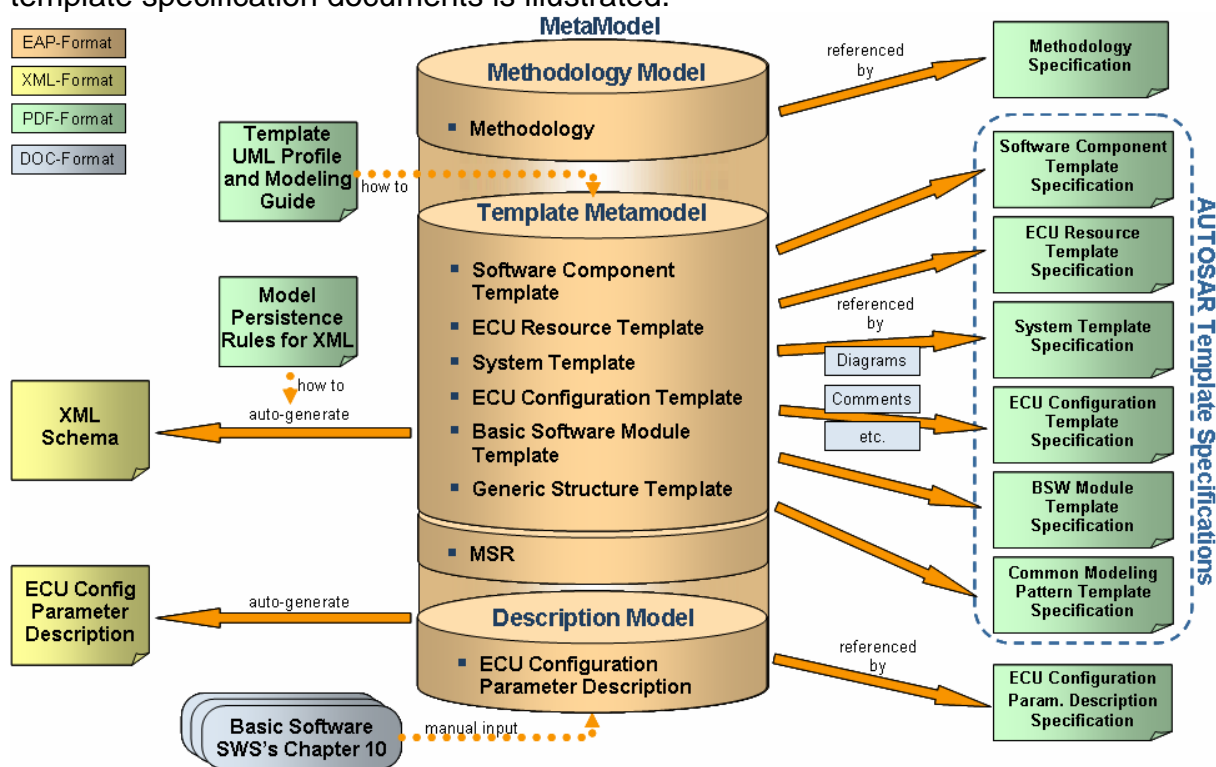 template specification documents is illustrated.
EAP-Format
XML-Format
PDF-Format
DOC-Format
MetaModel
Methodology Model
▪ Methodology
Template
UML Profile
and Modeling
Guide
how to
Template Metamodel
▪ Software Component
Template
▪ ECU Resource Template
▪ System Template
▪ ECU Configuration Template
▪ Basic Software Module
Template
▪ Generic Structure Template
▪ MSR
Model
Persistence
Rules for XML
how to
auto-generate
XML
Schema
ECU Config
Parameter
Description
auto-generate
Description Model
▪ ECU Configuration
Parameter Description
Basic Software
SWS's Chapter 10
manual input
referenced
by
Methodology
Specification
Software Component
Template
Specification
ECU Resource
Template
Specification
referenced
by
Diagrams
Comments
etc.
System Template
Specification
ECU Configuration
Template
Specification
BSW Module
Template
Specification
Common Modeling
Pattern Template
Specification
AUTOSAR Template Specifications
referenced
by
ECU Configuration
Param. Description
Specification